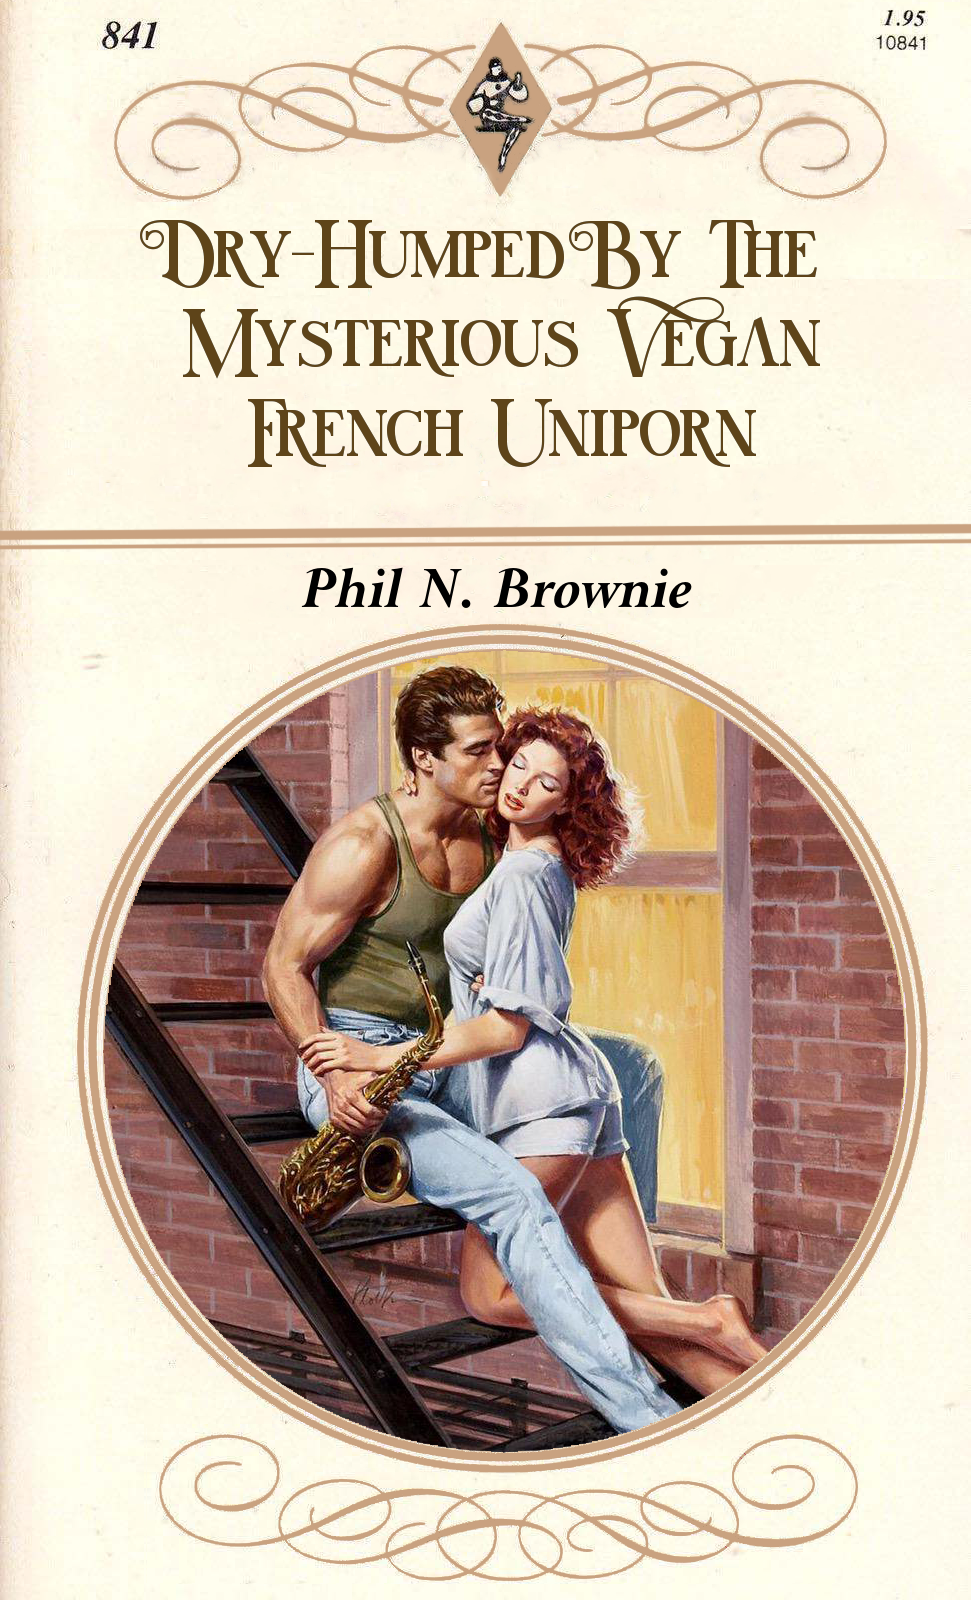 841
1.95
10841
Dry-Humped By The
Mysterious Vegan
French Uniporn
Phil N. Brownie